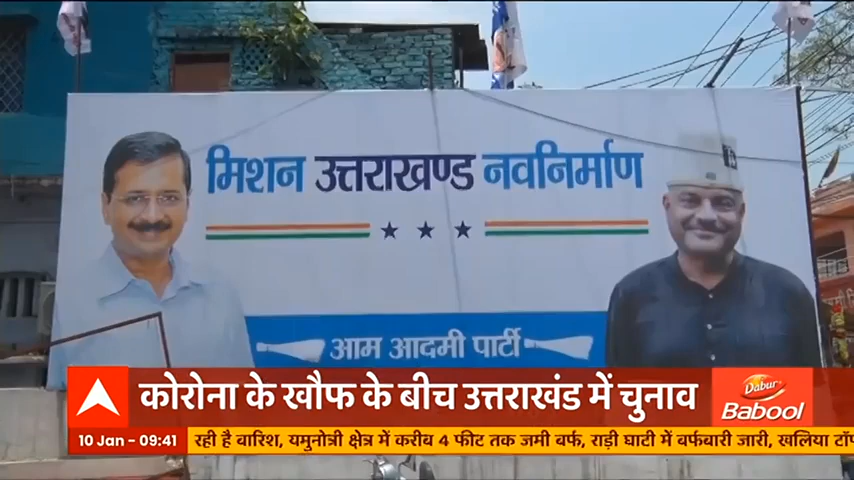 मिशन उत्तराखण्ड नवनिर्माण
आम आदमी पार्टी
कोरोना के खौफ के बीच उत्तराखंड में चुनाव
Dabur
Babool
10 Jan - 09:41
रही है बारिश, यमुनोत्री क्षेत्र में करीब 4 फीट तक जमी बर्फ, राड़ी घाटी में बर्फबारी जारी, खलिया टॉप